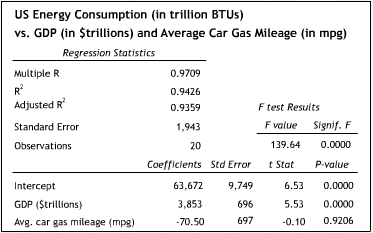 US Energy Consumption (in trillion BTUs)
vs. GDP (in $trillions) and Average Car Gas Mileage (in mpg)
Regression Statistics
Multiple R 0.9709
R² 0.9426
Adjusted R² 0.9359 F test Results
Standard Error 1,943 F value Signif. F
Observations 20 139.64 0.0000
Coefficients Std Error t Stat P-value
Intercept 63,672 9,749 6.53 0.0000
GDP ($trillions) 3,853 696 5.53 0.0000
Avg. car gas mileage (mpg) -70.50 697 -0.10 0.9206